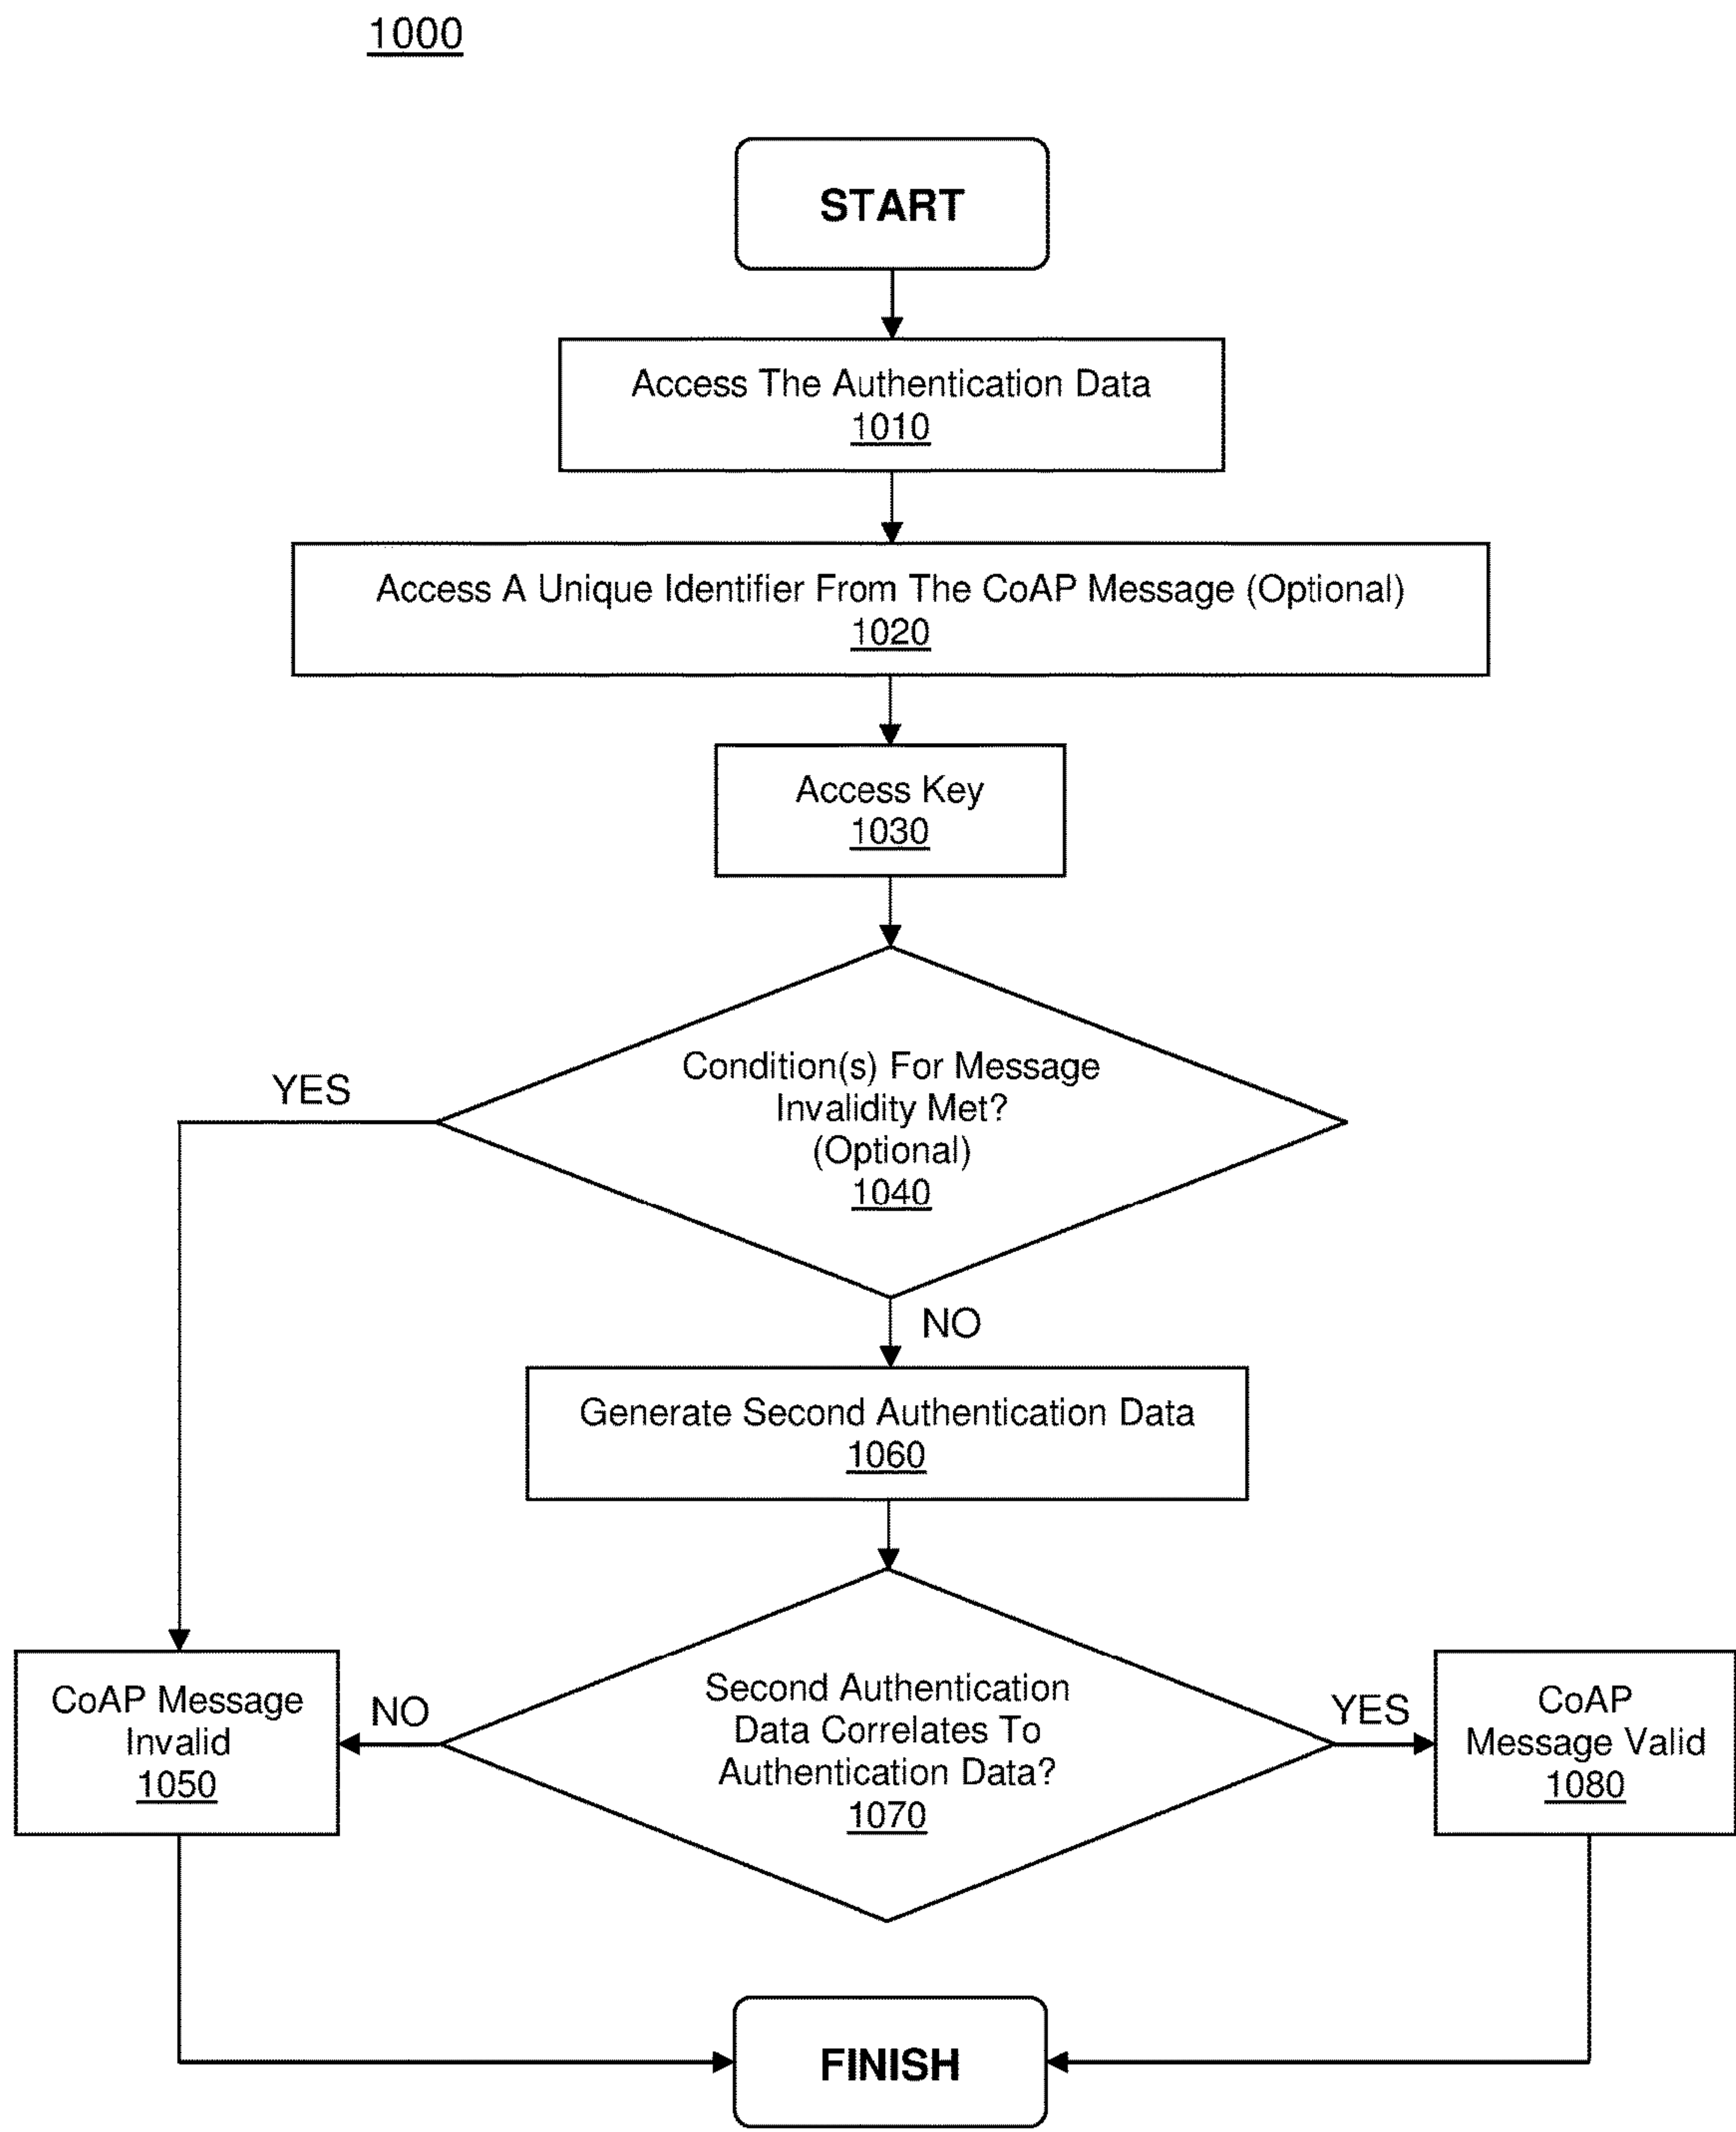 1000
START
Access The Authentication Data
1010
Access A Unique Identifier From The CoAP Message (Optional)
1020
Access Key
1030
Condition(s) For Message
Invalidity Met?
(Optional)
1040
YES
NO
Generate Second Authentication Data
1060
CoAP Message
Invalid
1050
NO
Second Authentication
Data Correlates To
Authentication Data?
1070
YES
CoAP
Message Valid
1080
FINISH